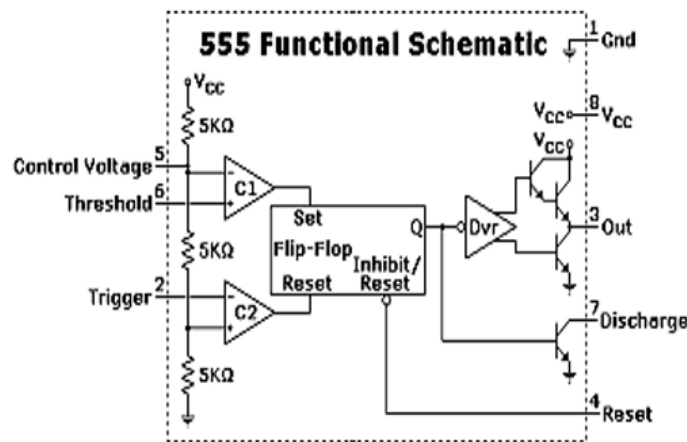 555 Functional Schematic
1
Gnd
VCC
8
VCC
VCC
VCC
5KΩ
5
Control Voltage
6
Threshold
C1
Set
Flip-Flop
Q
Inhibit/
Reset
Reset
Dvr
3
Out
5KΩ
2
Trigger
C2
7
Discharge
5KΩ
4
Reset